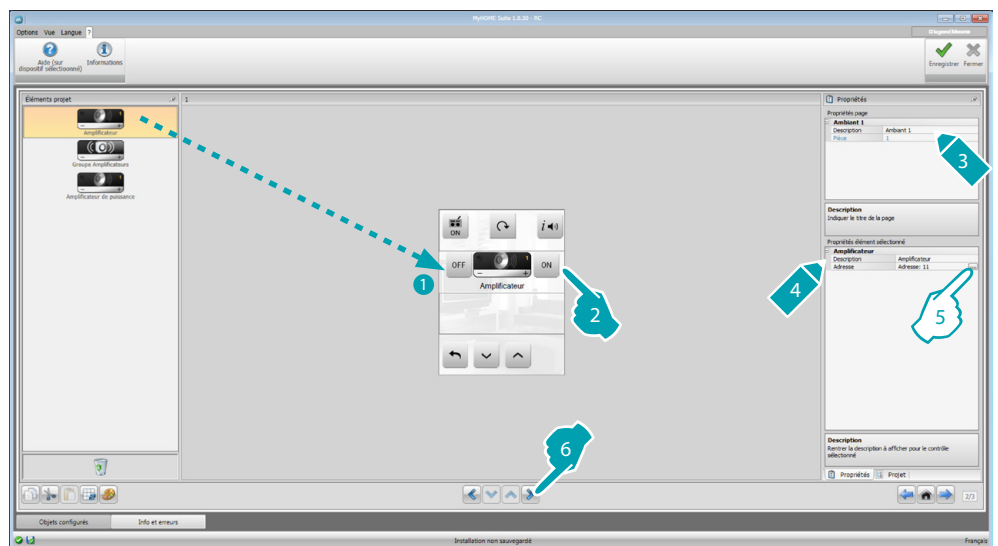 MyHOME Suite 1.0.30 - RC
Options Vue Langue ?
Aide (sur dispositif sélectionné)
Informations
Enregistrer Fermer
Éléments projet
1
Amplificateur
Groups Amplificateurs
Amplificateur de puissance
ON
i
OFF
1
ON
Amplificateur
1
2
3
4
5
6
Propriétés
Propriétés page
Ambiant 1
Description Ambiant 1
Pièce 1
Description
Indiquer le titre de la page
Propriétés élément sélectionné
Amplificateur
Description Amplificateur
Adresse Adresse: 11
Description
Rentrer la description à afficher pour le contrôle
sélectionné
Propriétés Projet
2/3
Objets configurés Info et erreurs
Installation non sauvegardé
Français